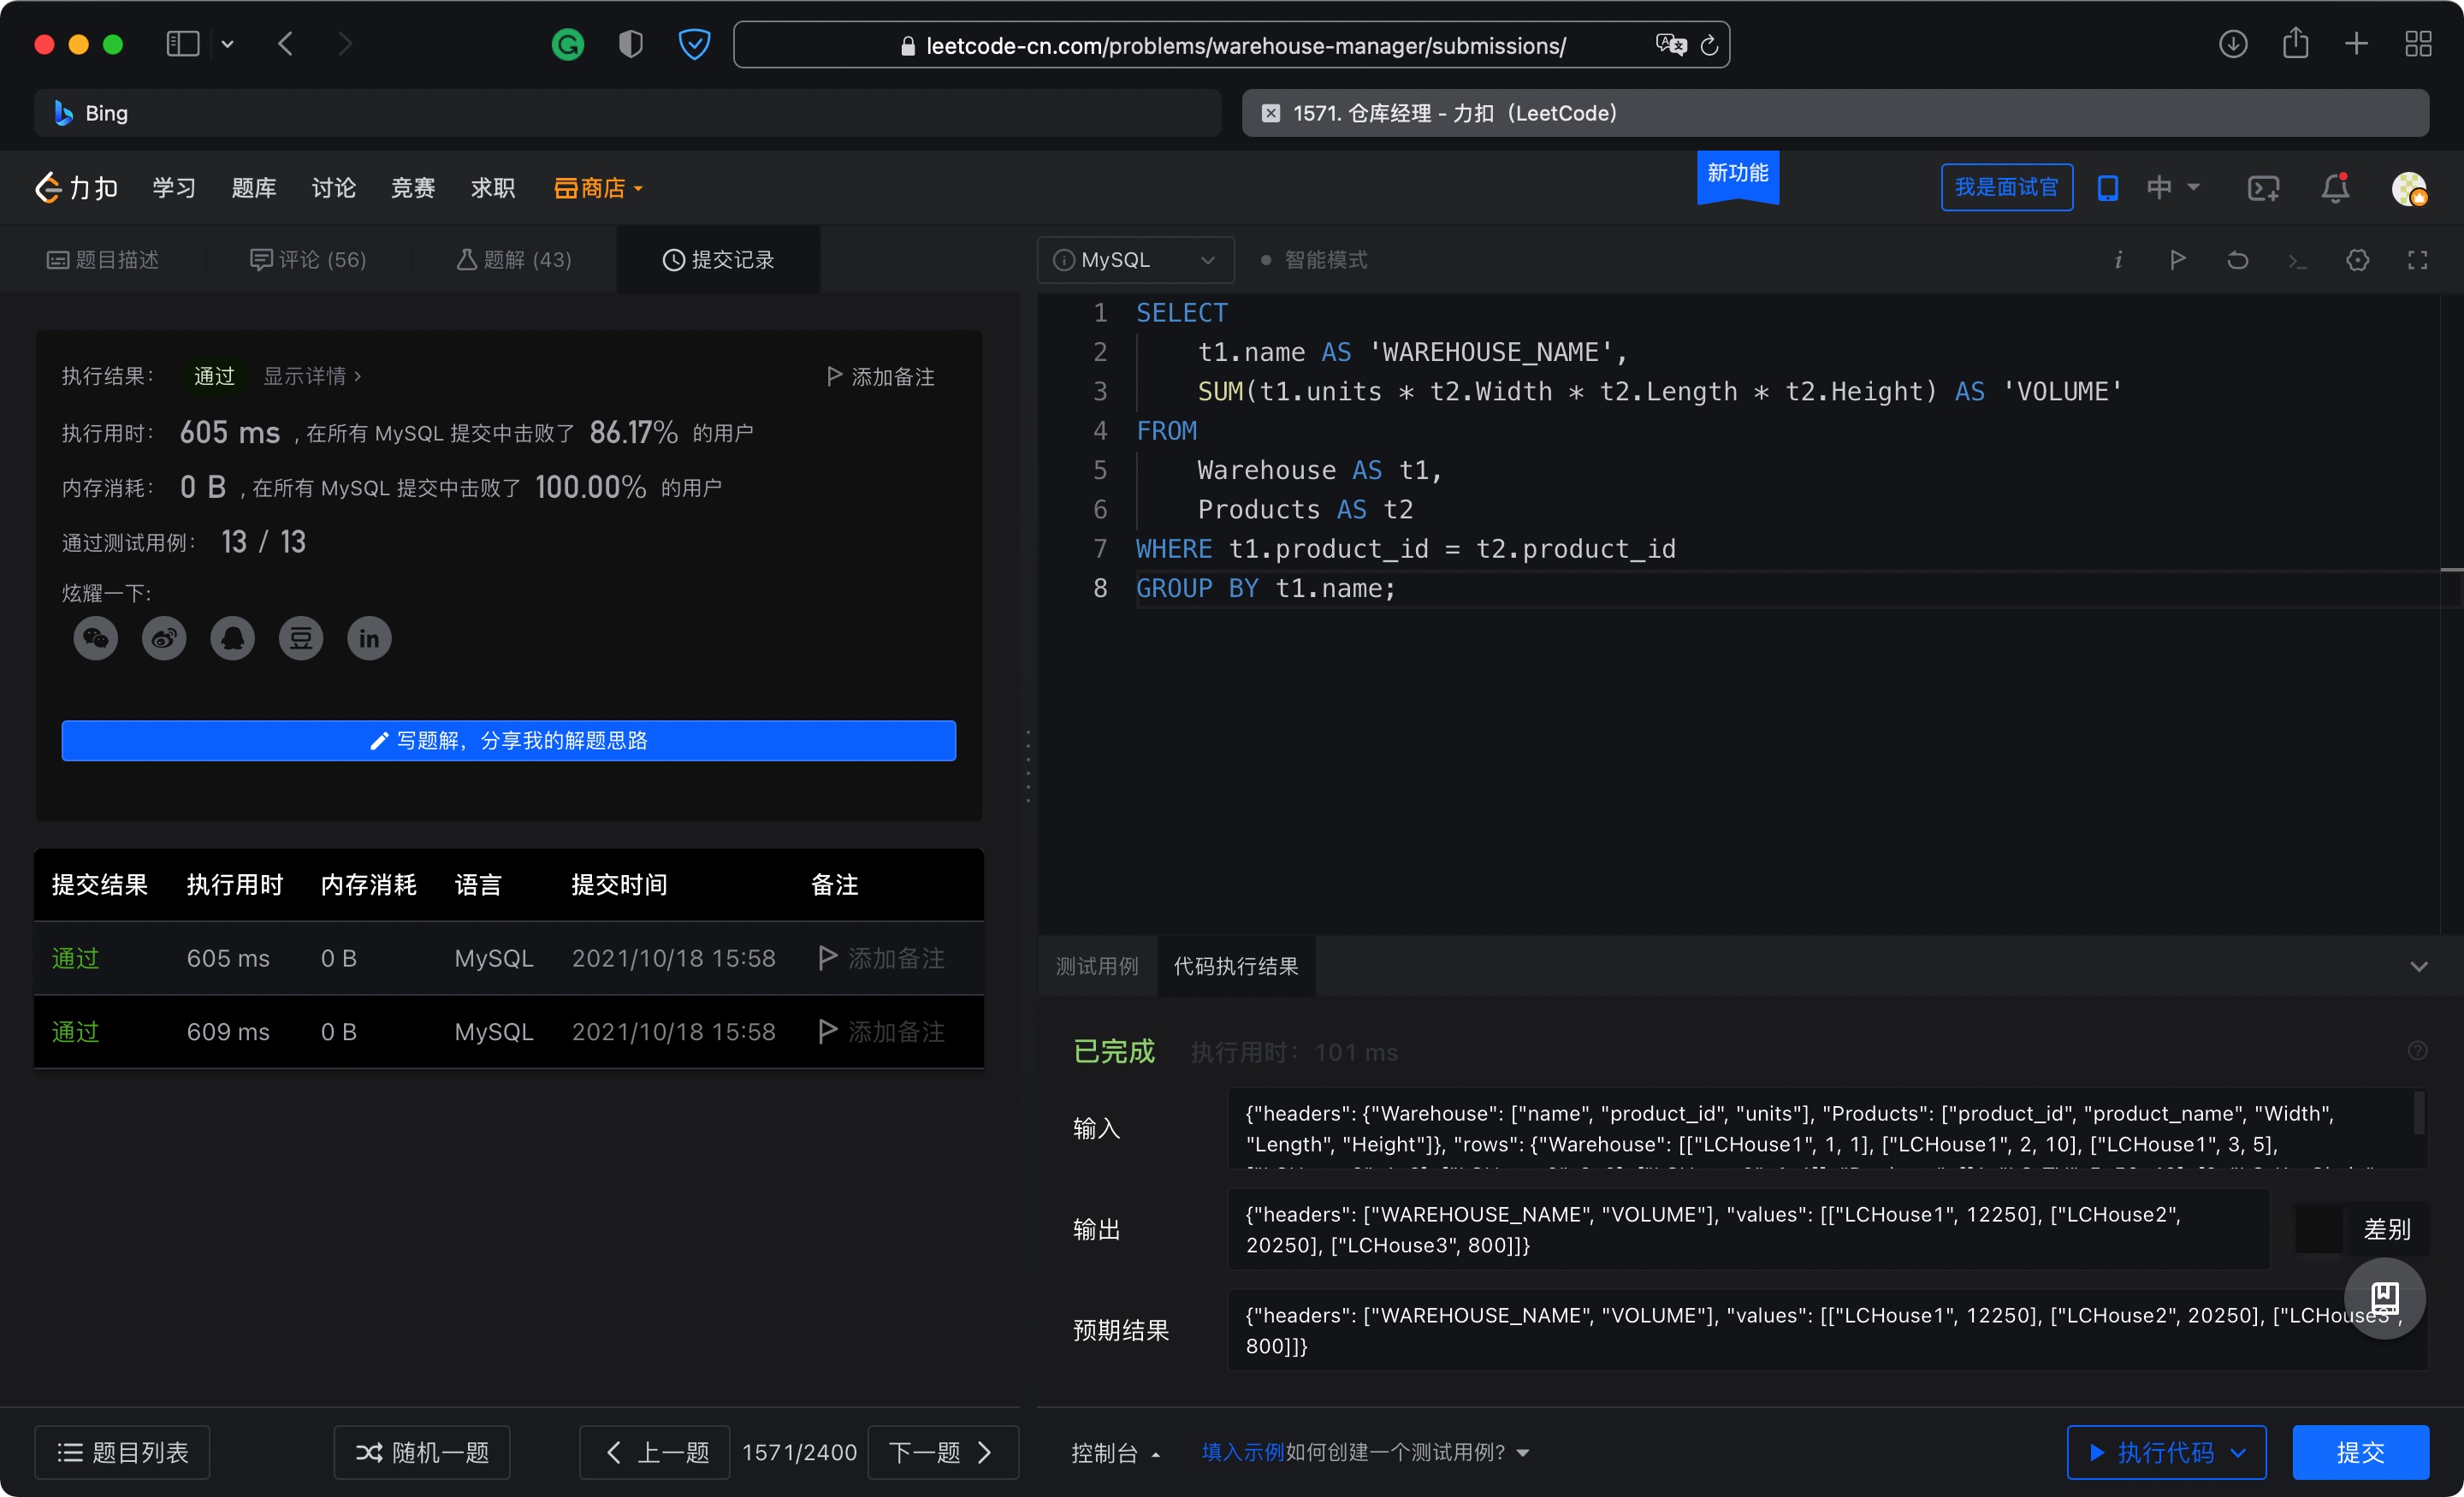 leetcode-cn.com/problems/warehouse-manager/submissions/
Bing
1571. 仓库经理 - 力扣（LeetCode）
力扣
学习
题库
讨论
竞赛
求职
商店
新功能
我是面试官
中
题目描述
评论 (56)
题解 (43)
提交记录
执行结果： 通过 显示详情 ›
添加备注
执行用时： 605 ms , 在所有 MySQL 提交中击败了 86.17% 的用户
内存消耗： 0 B , 在所有 MySQL 提交中击败了 100.00% 的用户
通过测试用例： 13 / 13
炫耀一下:
豆
in
写题解，分享我的解题思路
提交结果 执行用时 内存消耗 语言 提交时间 备注
通过 605 ms 0 B MySQL 2021/10/18 15:58 添加备注
通过 609 ms 0 B MySQL 2021/10/18 15:58 添加备注
题目列表
随机一题
上一题
1571/2400
下一题
MySQL
智能模式
1 SELECT
2 t1.name AS 'WAREHOUSE_NAME',
3 SUM(t1.units * t2.Width * t2.Length * t2.Height) AS 'VOLUME'
4 FROM
5 Warehouse AS t1,
6 Products AS t2
7 WHERE t1.product_id = t2.product_id
8 GROUP BY t1.name;
测试用例
代码执行结果
已完成 执行用时： 101 ms
输入
{"headers": {"Warehouse": ["name", "product_id", "units"], "Products": ["product_id", "product_name", "Width",
"Length", "Height"]}, "rows": {"Warehouse": [["LCHouse1", 1, 1], ["LCHouse1", 2, 10], ["LCHouse1", 3, 5],
输出
{"headers": ["WAREHOUSE_NAME", "VOLUME"], "values": [["LCHouse1", 12250], ["LCHouse2",
20250], ["LCHouse3", 800]]}
差别
预期结果
{"headers": ["WAREHOUSE_NAME", "VOLUME"], "values": [["LCHouse1", 12250], ["LCHouse2", 20250], ["LCHouse3",
800]]}
控制台
填入示例如何创建一个测试用例?
执行代码
提交